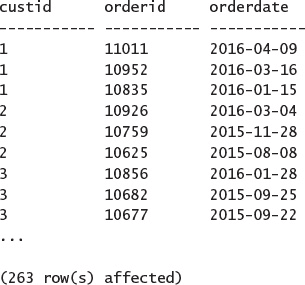 custid      orderid     orderdate
----------- ----------- -----------
1           11011       2016-04-09
1           10952       2016-03-16
1           10835       2016-01-15
2           10926       2016-03-04
2           10759       2015-11-28
2           10625       2015-08-08
3           10856       2016-01-28
3           10682       2015-09-25
3           10677       2015-09-22
...
(263 row(s) affected)